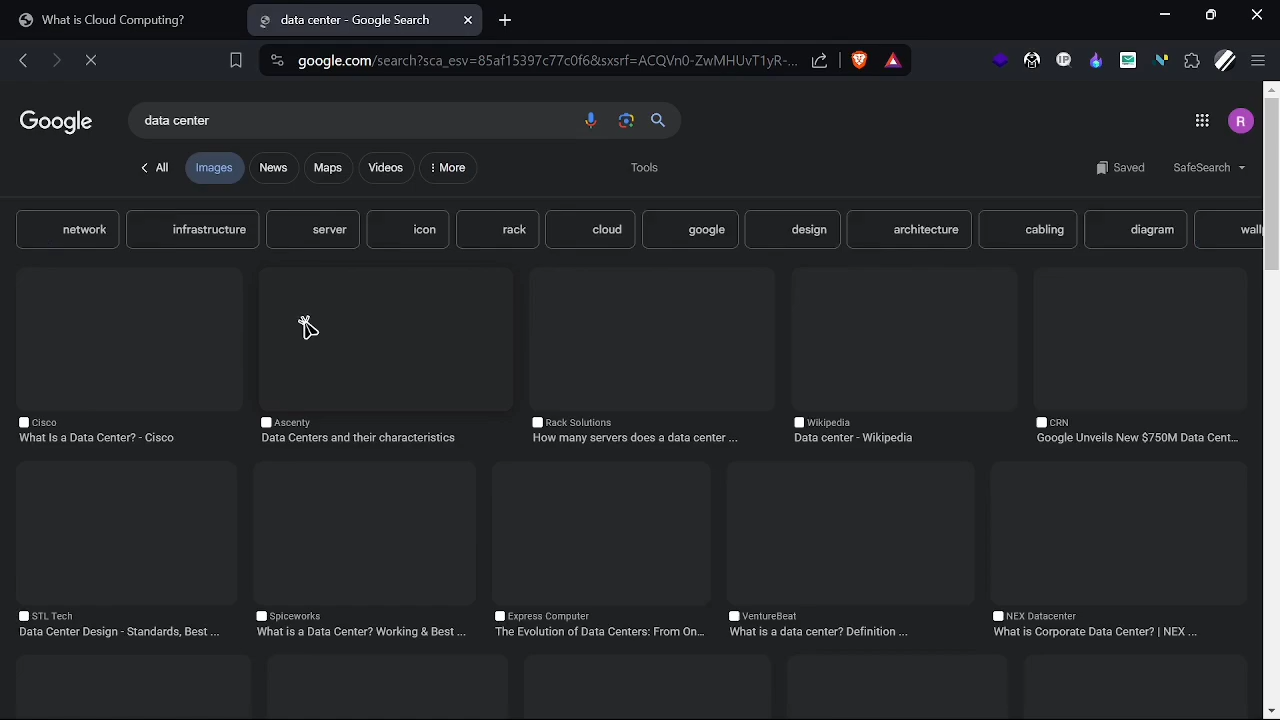 What is Cloud Computing?
data center - Google Search
google.com/search?sca_esv=85af15397c77c0f6&sxsrf=ACQVn0-ZwMHUvT1yR-...
Google
data center
R
All
Images
News
Maps
Videos
More
Tools
Saved
SafeSearch
network
infrastructure
server
icon
rack
cloud
google
design
architecture
cabling
diagram
Cisco
What Is a Data Center? - Cisco
Ascenty
Data Centers and their characteristics
Rack Solutions
How many servers does a data center ...
Wikipedia
Data center - Wikipedia
CRN
Google Unveils New $750M Data Cent...
STL Tech
Data Center Design - Standards, Best ...
Spiceworks
What is a Data Center? Working & Best ...
Express Computer
The Evolution of Data Centers: From On...
VentureBeat
What is a data center? Definition ...
NEX Datacenter
What is Corporate Data Center? | NEX ...